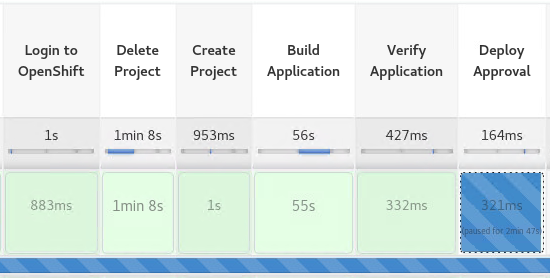 Login to
OpenShift
Delete
Project
Create
Project
Build
Application
Verify
Application
Deploy
Approval
1s
1min 8s
953ms
56s
427ms
164ms
883ms
1min 8s
1s
55s
332ms
321ms
(paused for 2min 47s)